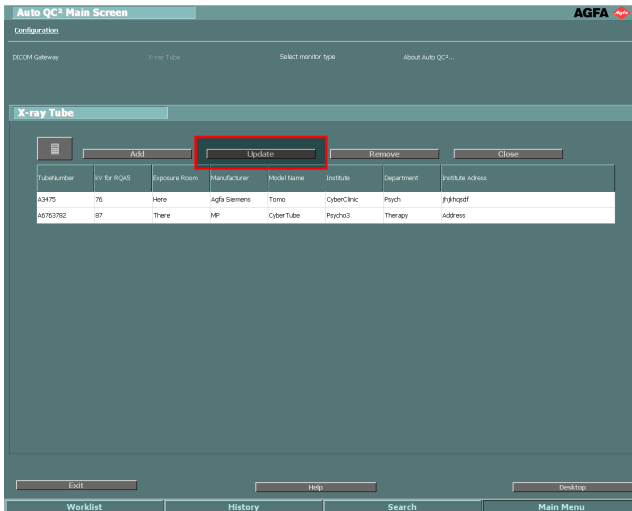 Auto QC² Main Screen
AGFA Agfa
Configuration
DICOM Gateway X-ray Tube Select monitor type About Auto QC²...
X-ray Tube
Add Update Remove Close
TubeNumber kV for RQA5 Exposure Room Manufacturer Model Name Institute Department Institute Adress
A3475 76 Here Agfa Siemens Tomo CyberClinic Psych jhjkhqsdf
A6763782 87 There MP CyberTube Psycho3 Therapy Address
Exit Help Desktop
Worklist History Search Main Menu